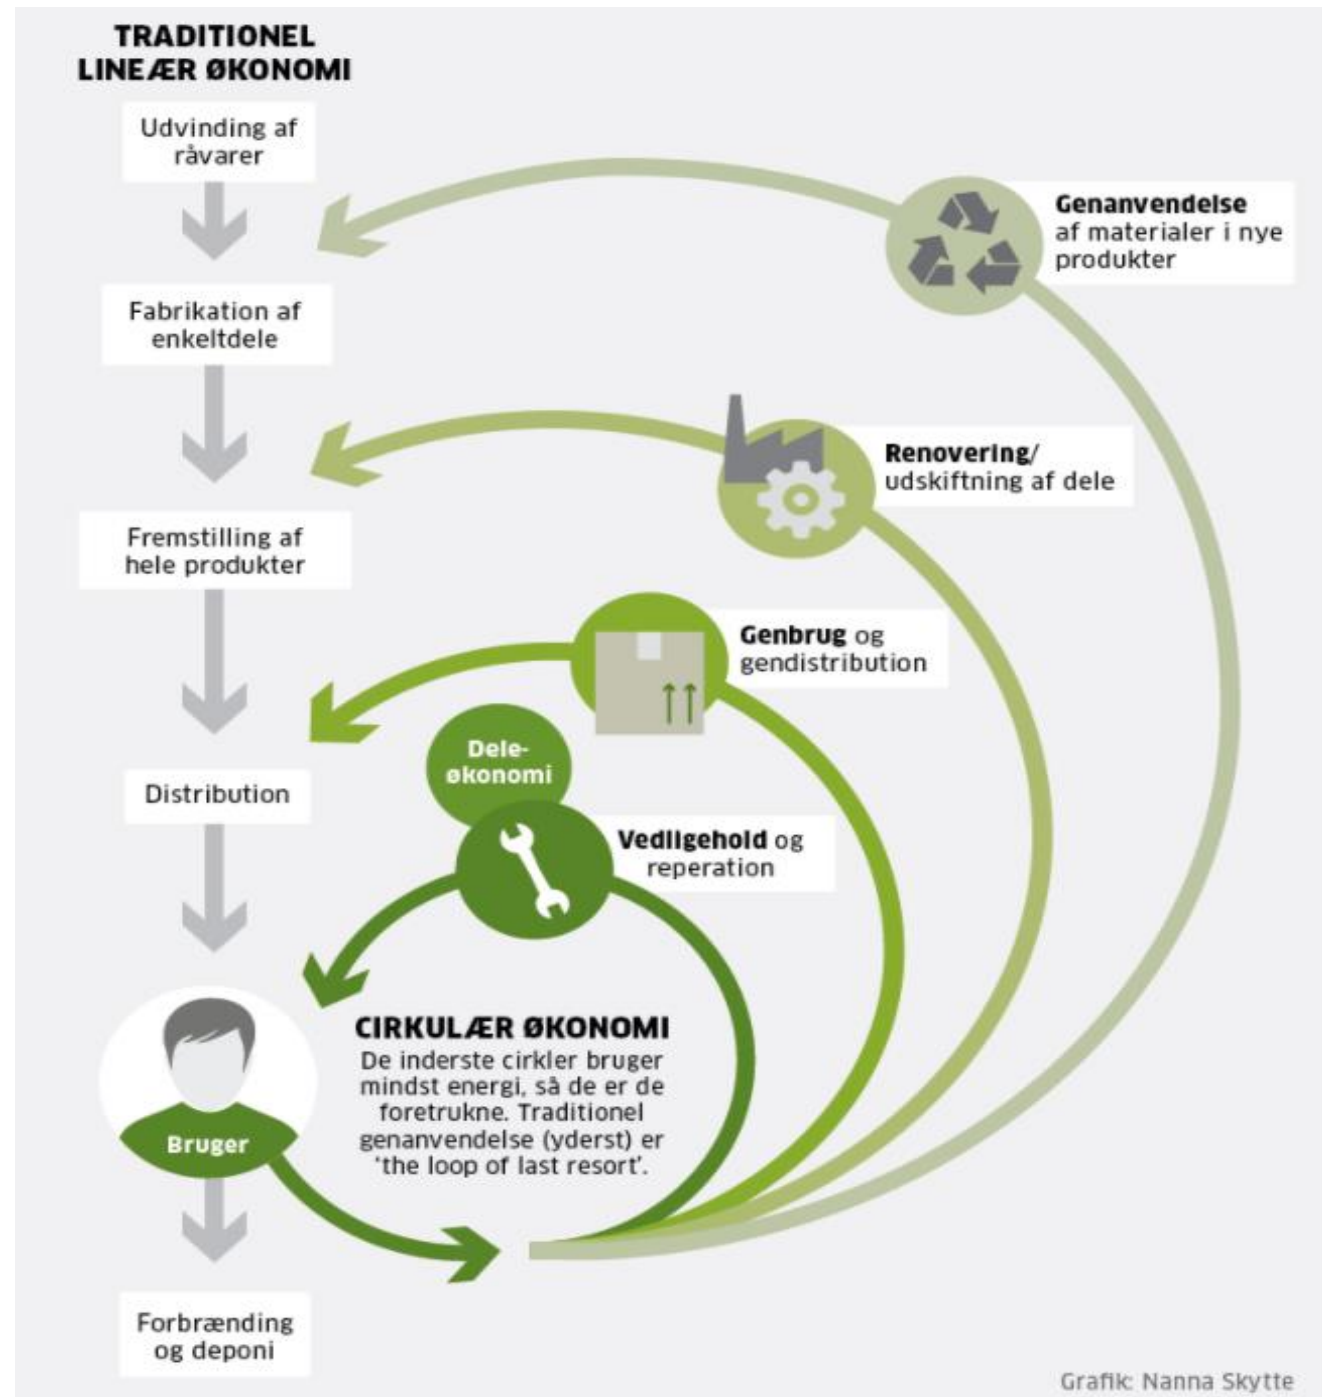 TRADITIONEL
LINEÆR ØKONOMI
Udvinding af
råvarer
Genanvendelse
af materialer i nye
produkter
Fabrikation af
enkeltdele
Renovering/
udskiftning af dele
Fremstilling af
hele produkter
Genbrug og
gendistribution
Dele-
økonomi
Distribution
Vedligehold og
reperation
CIRKULÆR ØKONOMI
De inderste cirkler bruger
mindst energi, så de er de
foretrukne. Traditionel
genanvendelse (yderst) er
‘the loop of last resort’.
Bruger
Forbrænding
og deponi
Grafik: Nanna Skytte